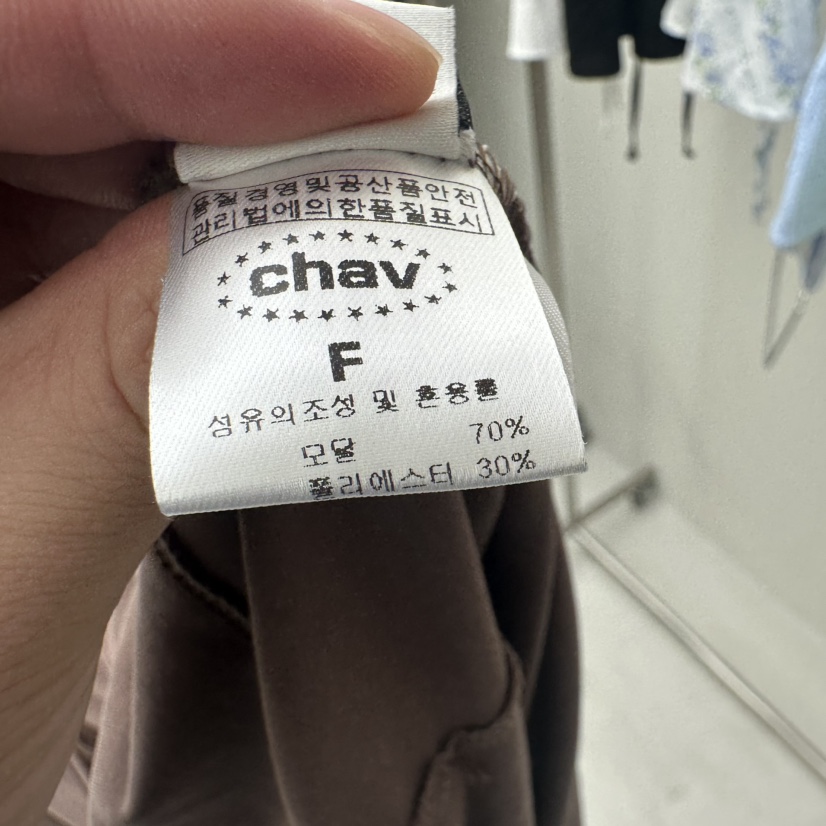 품질경영및공산품안전
관리법에의한품질표시
chav
F
섬유의조성 및 혼용률
모달 70%
폴리에스터 30%